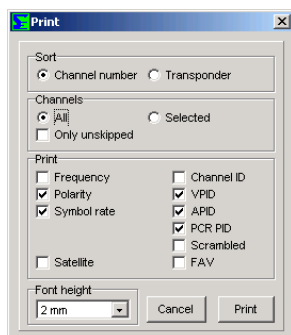 Print
Sort
Channel number Transponder
Channels
All Selected
Only unskipped
Print
Frequency Channel ID
Polarity VPID
Symbol rate APID
PCR PID
Scrambled
Satellite FAV
Font height
2 mm Cancel Print